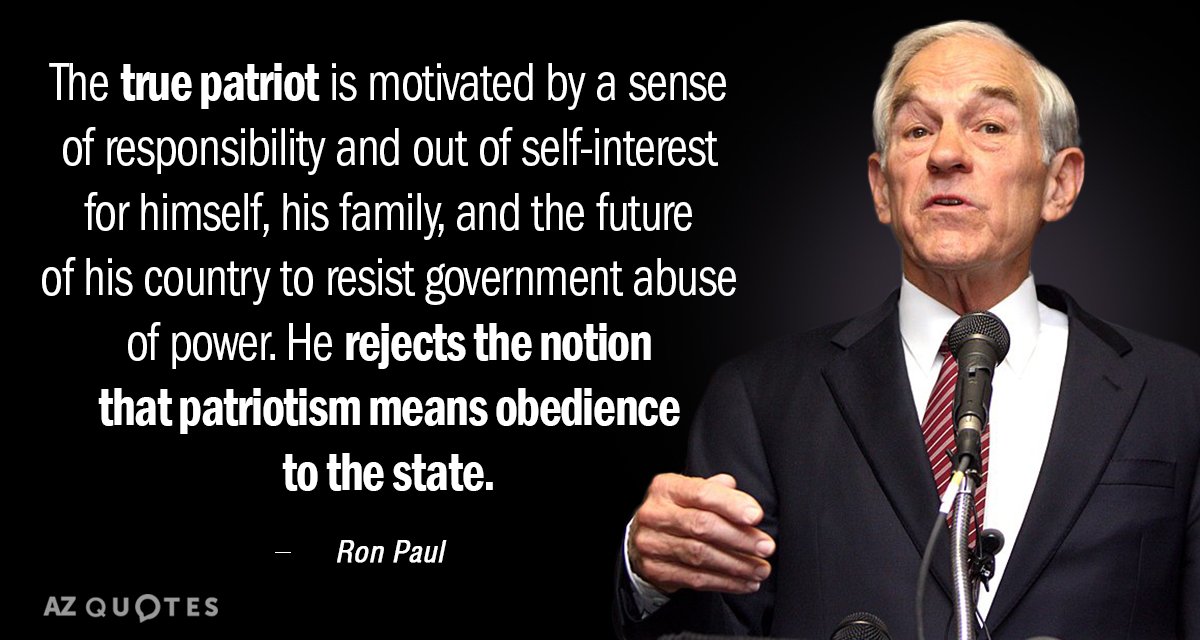 The true patriot is motivated by a sense
of responsibility and out of self-interest
for himself, his family, and the future
of his country to resist government abuse
of power. He rejects the notion
that patriotism means obedience
to the state.
— Ron Paul
AZ QUOTES